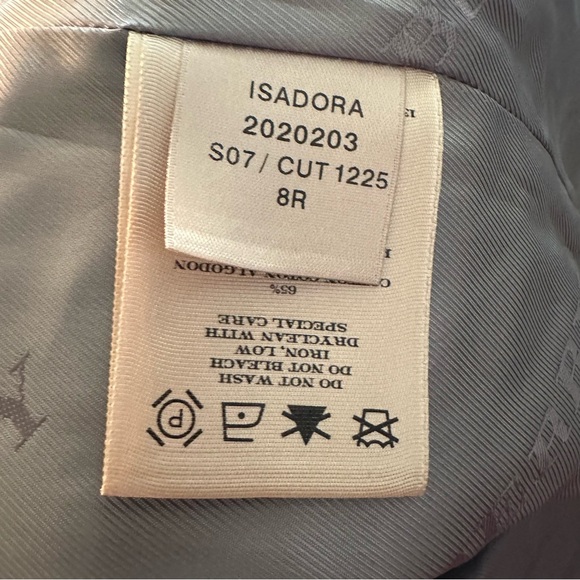 ISADORA
2020203
S07/ CUT 1225
8R
DO NOT WASH
DO NOT BLEACH
IRON, LOW
DRYCLEAN WITH
SPECIAL CARE
65%
COTTON ALGODON
P